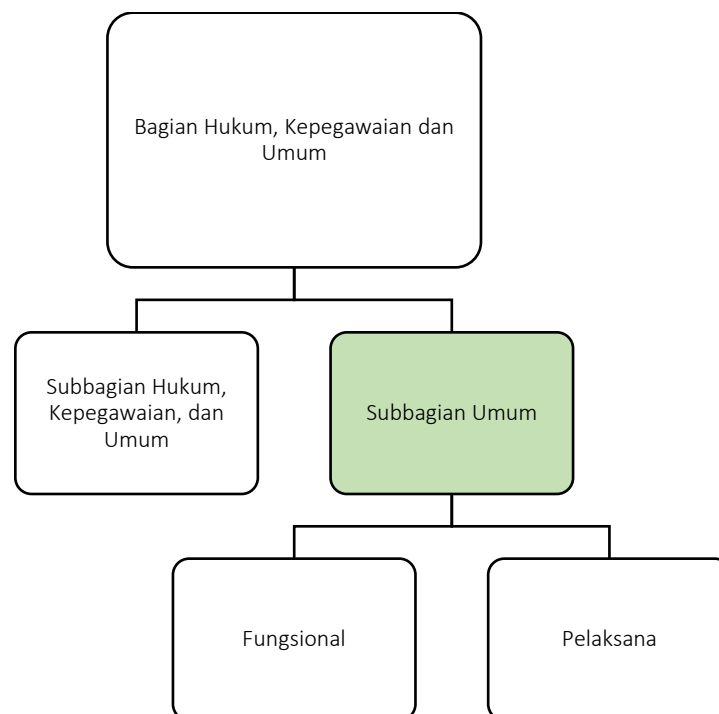 Bagian Hukum, Kepegawaian dan
Umum
Subbagian Hukum,
Kepegawaian, dan
Umum
Subbagian Umum
Fungsional
Pelaksana